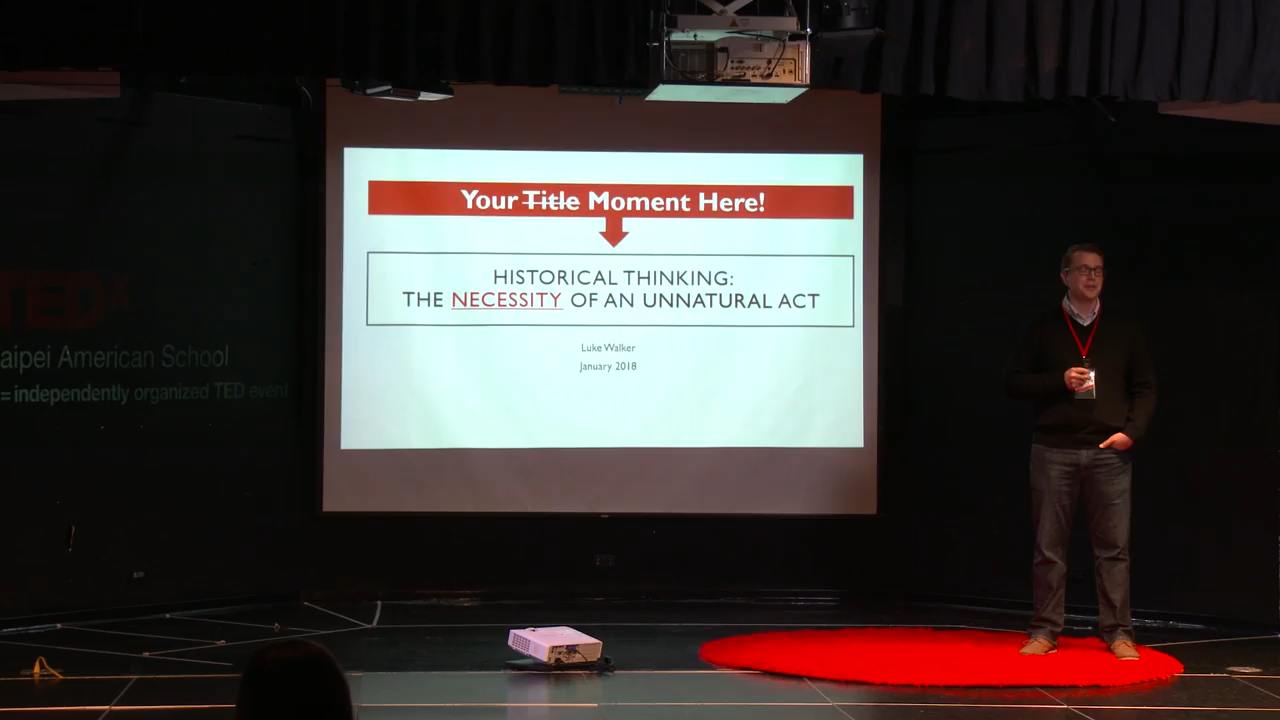 Your Title Moment Here!
HISTORICAL THINKING:
THE NECESSITY OF AN UNNATURAL ACT
Luke Walker
January 2018
TEDx
aipei American School
= independently organized TED event